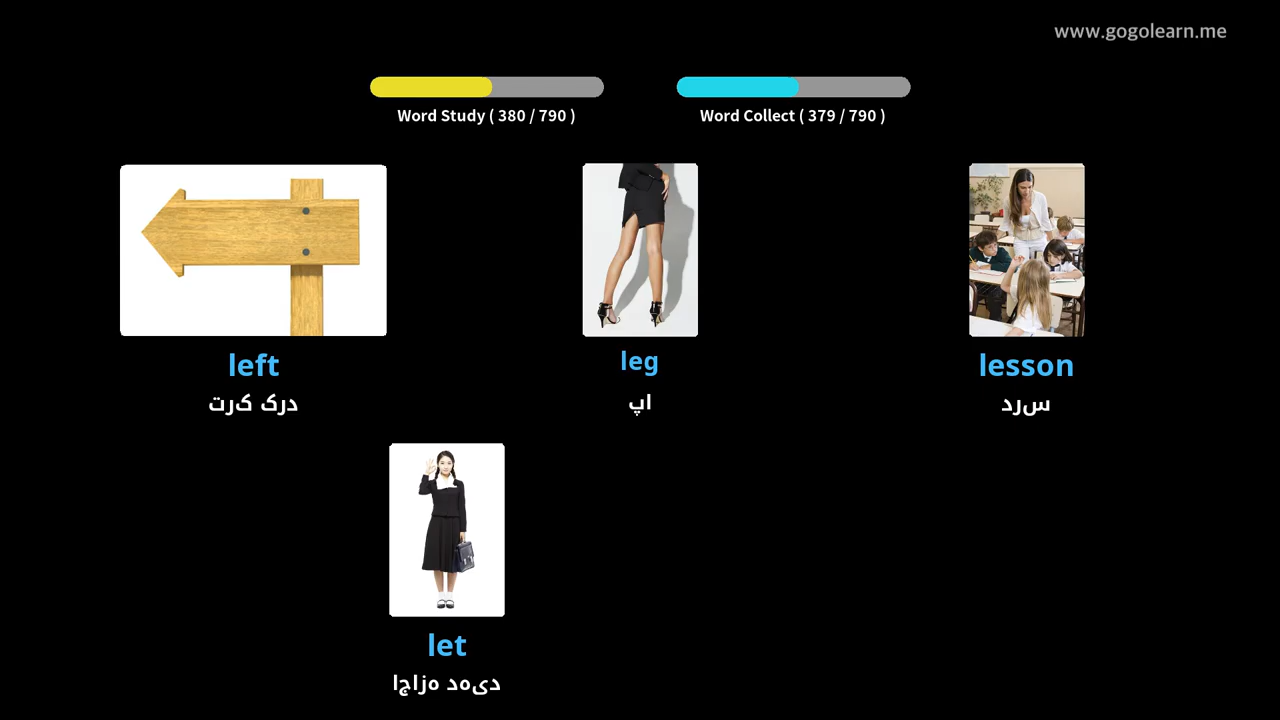 www.gogolearn.me
Word Study ( 380 / 790 )
Word Collect ( 379 / 790 )
left
درک کرت
leg
اپ
lesson
سرد
let
دیهد هزاجا